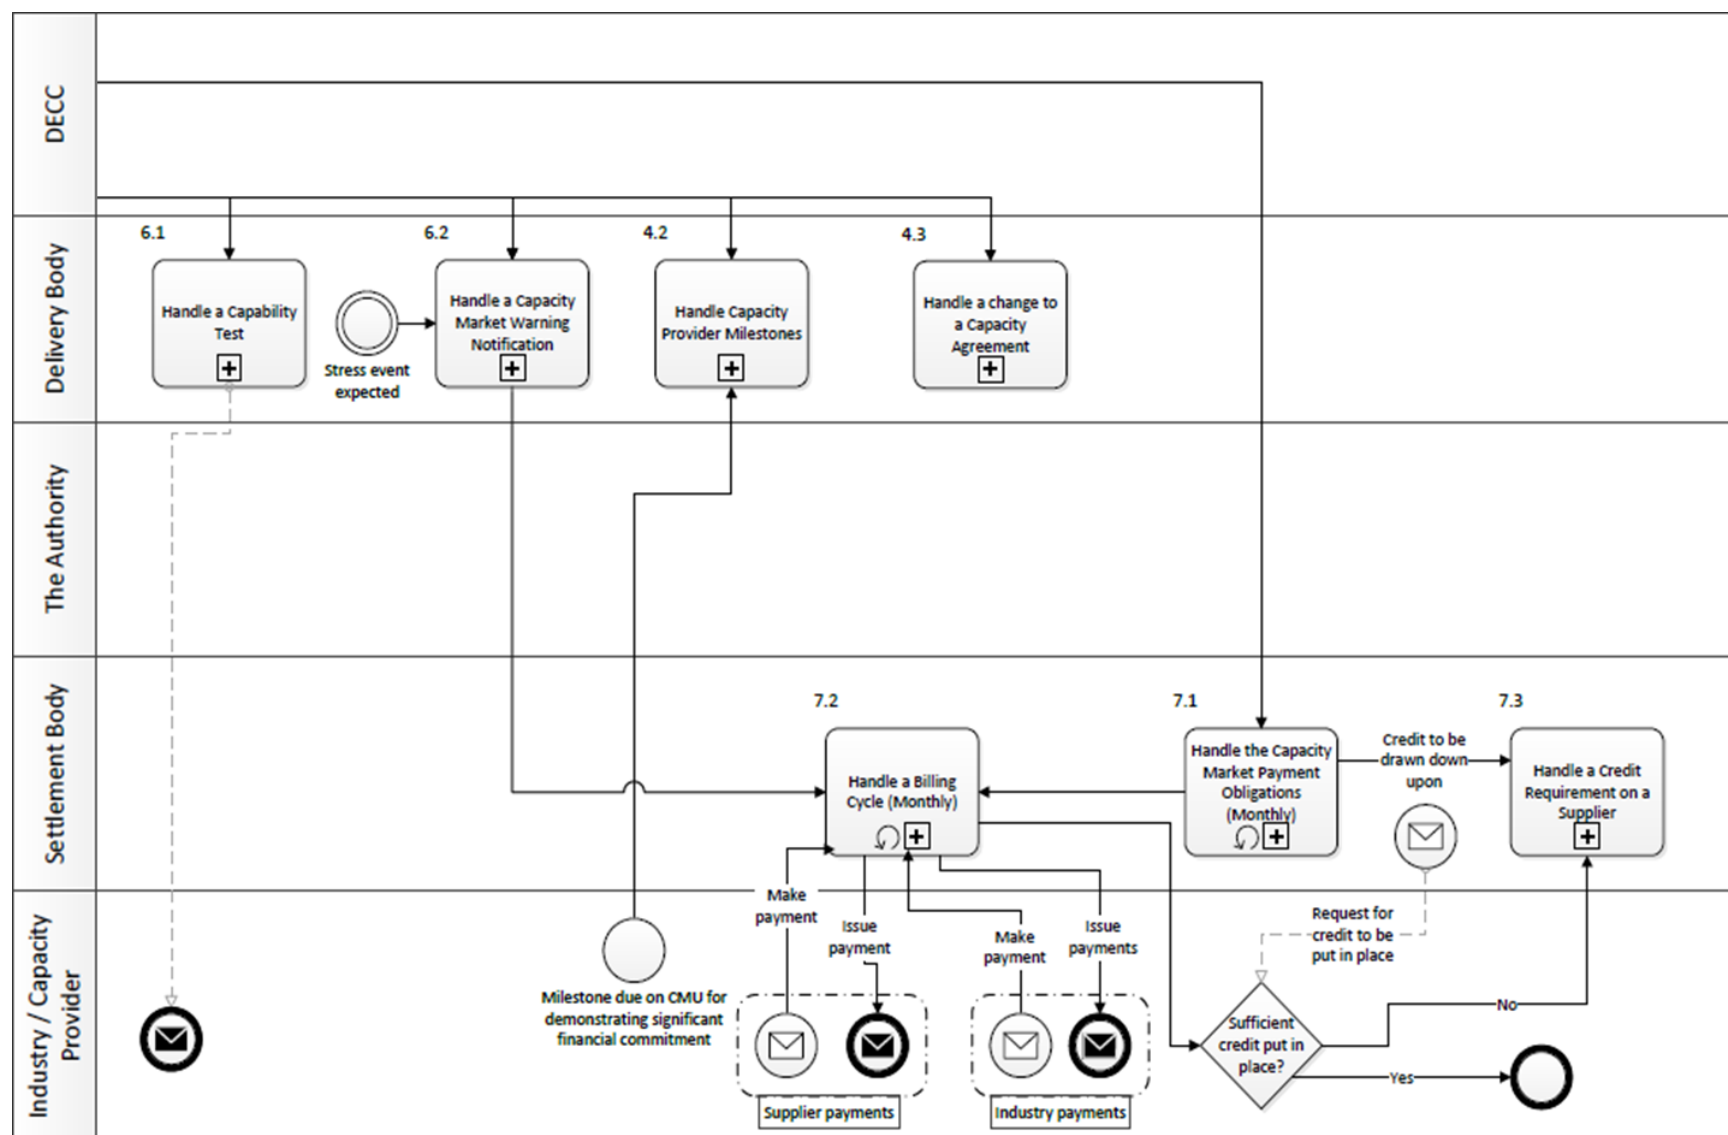 DECC
Delivery Body
6.1
Handle a Capability
Test
Stress event
expected
6.2
Handle a Capacity
Market Warning
Notification
4.2
Handle Capacity
Provider Milestones
4.3
Handle a change to
a Capacity
Agreement
The Authority
Settlement Body
7.2
Handle a Billing
Cycle (Monthly)
7.1
Handle the Capacity
Market Payment
Obligations
(Monthly)
Credit to be
drawn down
upon
7.3
Handle a Credit
Requirement on a
Supplier
Industry / Capacity
Provider
Milestone due on CMU for
demonstrating significant
financial commitment
Make
payment
Issue
payment
Make
payment
Issue
payments
Request for
credit to be
put in place
Sufficient
credit put in
place?
No
Yes
Supplier payments
Industry payments